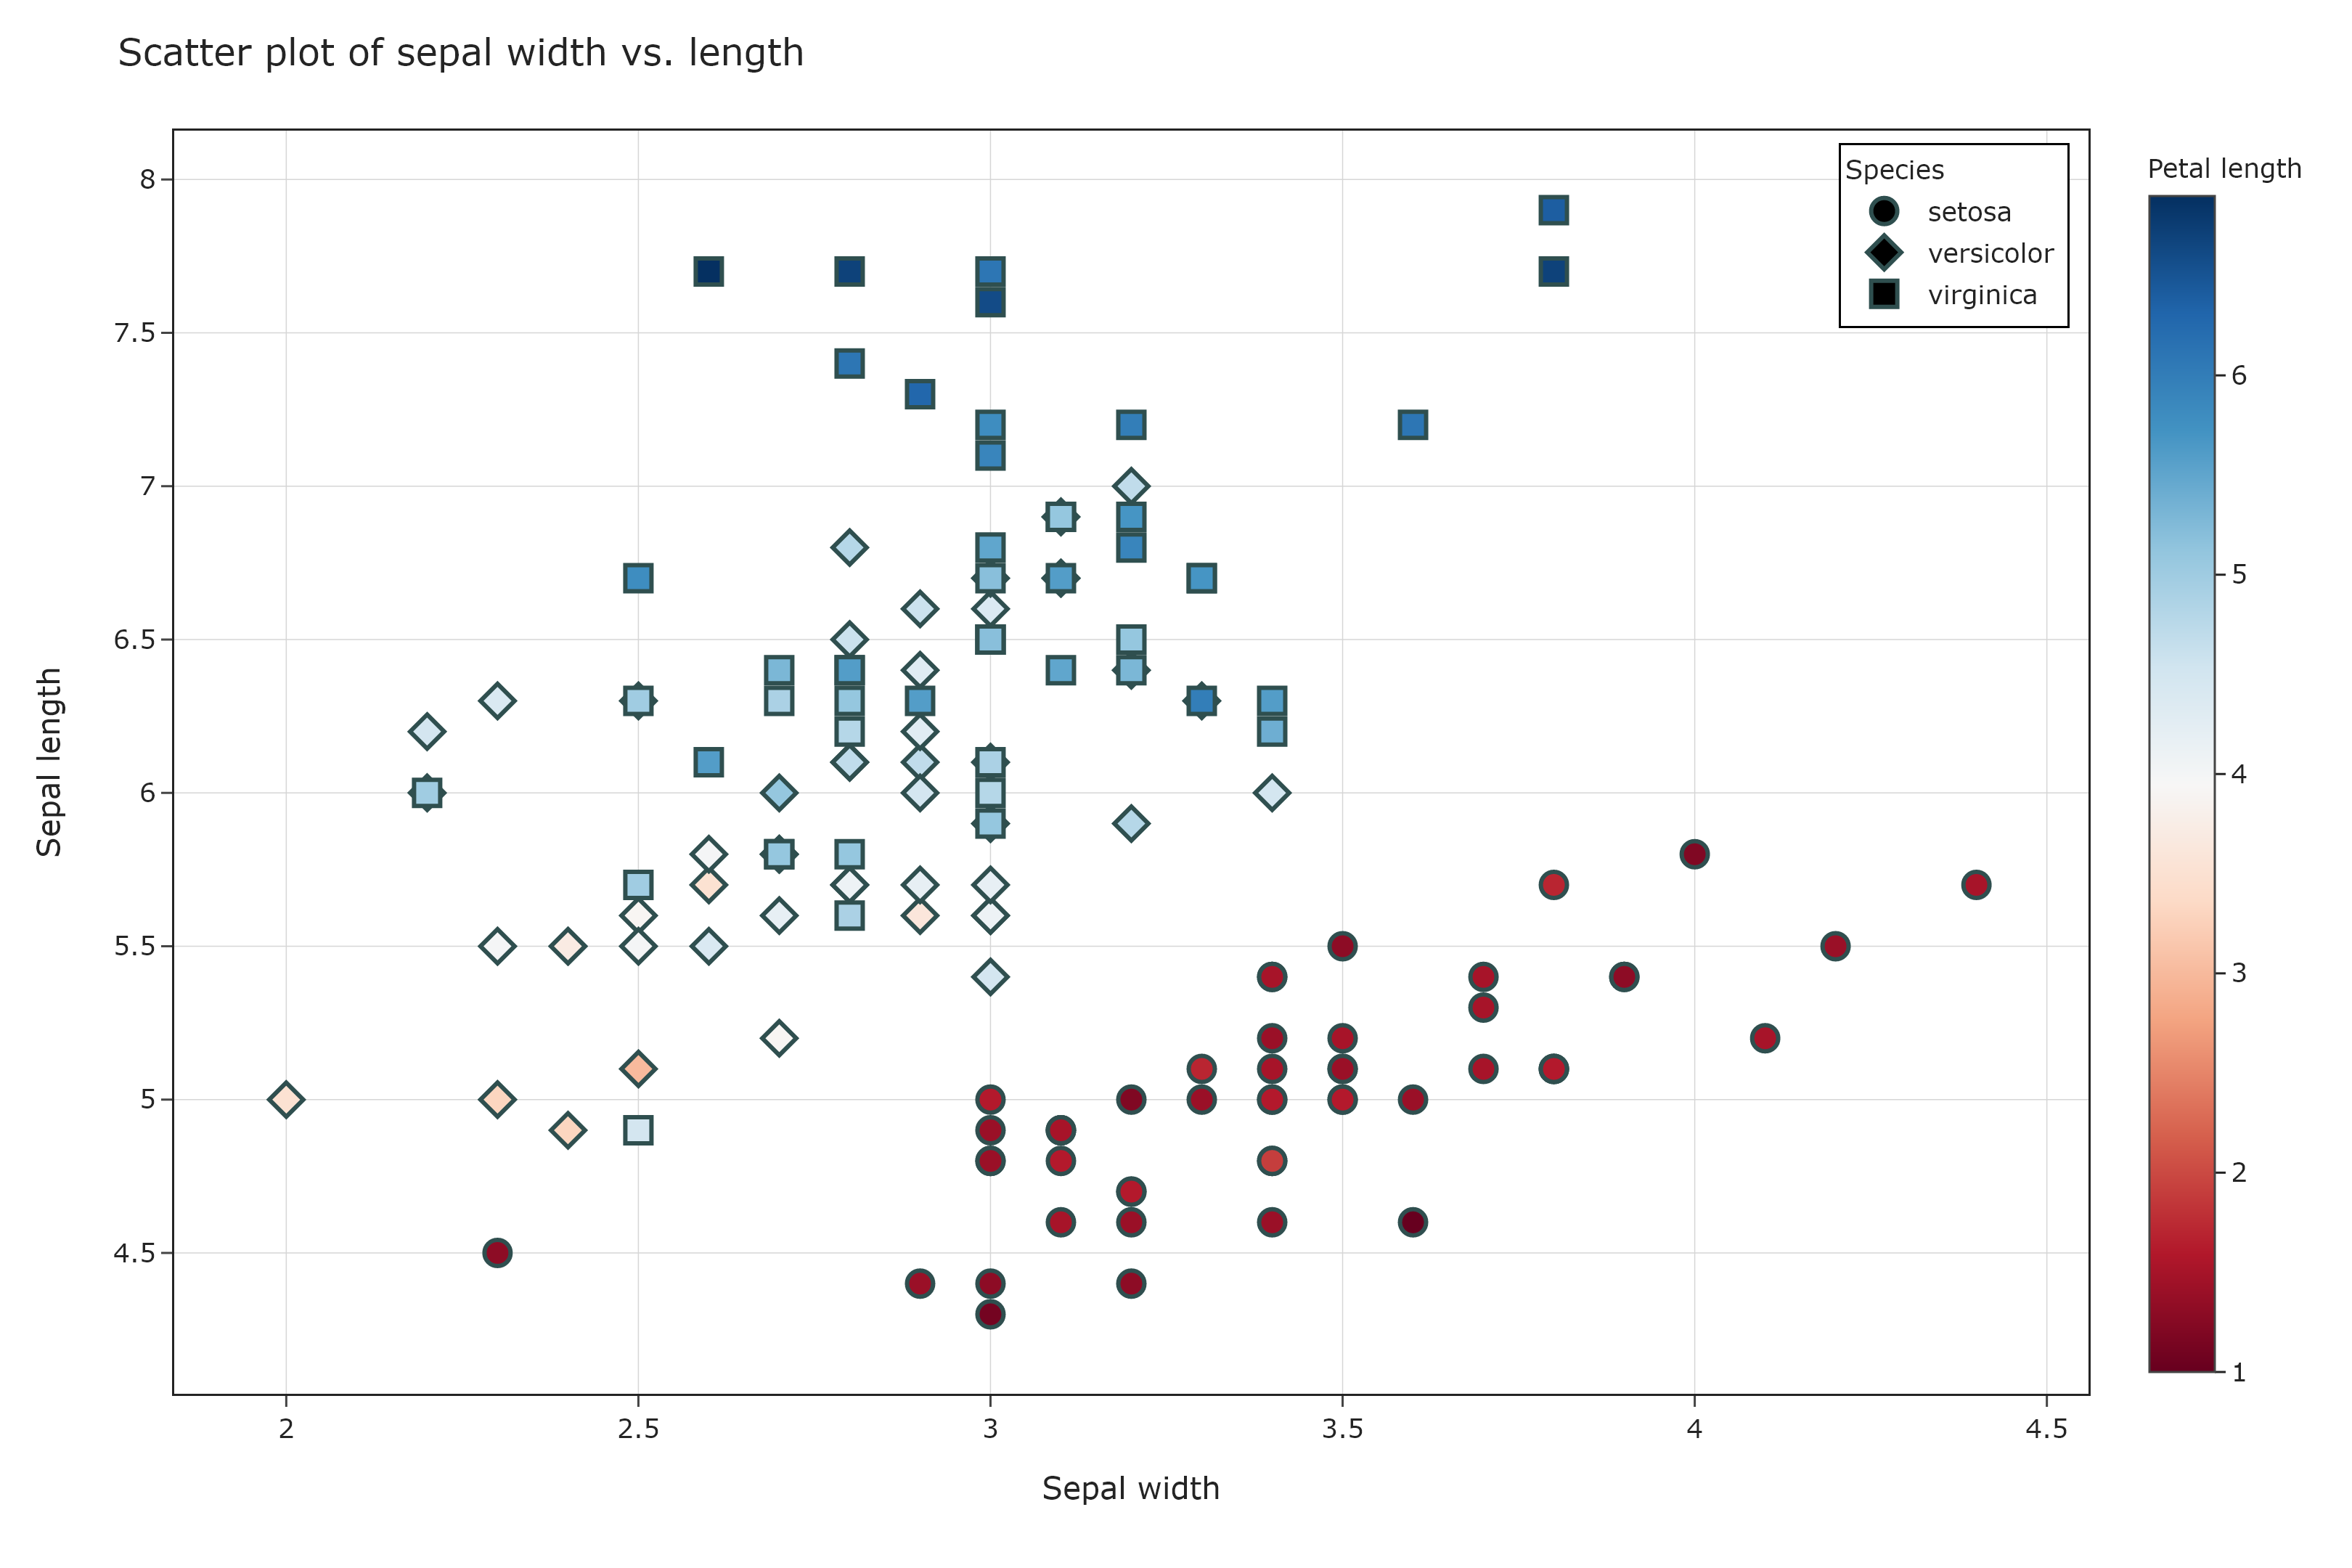 Scatter plot of sepal width vs. length
Species
setosa
versicolor
virginica
Petal length
6
5
4
3
2
1
Sepal length
8
7.5
7
6.5
6
5.5
5
4.5
2
2.5
3
3.5
4
4.5
Sepal width